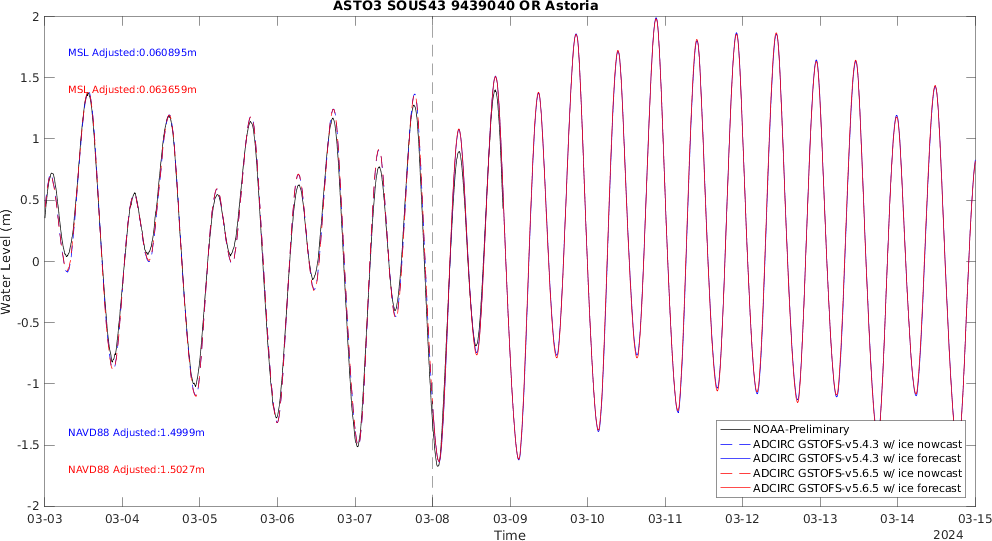 ASTO3 SOUS43 9439040 OR Astoria
MSL Adjusted:0.060895m
MSL Adjusted:0.063659m
NAVD88 Adjusted:1.4999m
NAVD88 Adjusted:1.5027m
Water Level (m)
2
1.5
1
0.5
0
-0.5
-1
-1.5
-2
NOAA-Preliminary
ADCIRC GSTOFS-v5.4.3 w/ ice nowcast
ADCIRC GSTOFS-v5.4.3 w/ ice forecast
ADCIRC GSTOFS-v5.6.5 w/ ice nowcast
ADCIRC GSTOFS-v5.6.5 w/ ice forecast
03-03 03-04 03-05 03-06 03-07 03-08 03-09 03-10 03-11 03-12 03-13 03-14 03-15
Time
2024